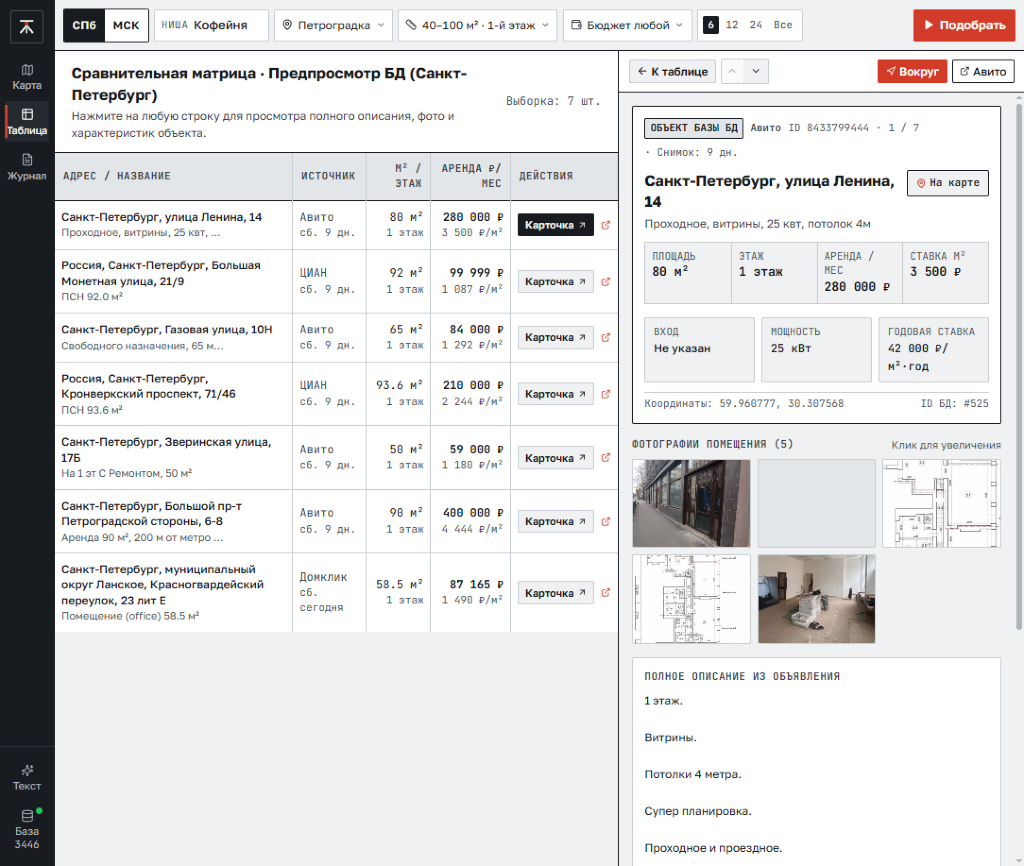 СПб МСК НИША Кофейня Петроградка 40–100 м² · 1-й этаж Бюджет любой 6 12 24 Все Подобрать
Карта
Таблица
Журнал
Текст
База
3446
Сравнительная матрица · Предпросмотр БД (Санкт-
Петербург)
Нажмите на любую строку для просмотра полного описания, фото и
характеристик объекта.
Выборка: 7 шт.
АДРЕС / НАЗВАНИЕ ИСТОЧНИК М² / ЭТАЖ АРЕНДА ₽/МЕС ДЕЙСТВИЯ
Санкт-Петербург, улица Ленина, 14 Авито 80 м² 280 000 ₽ Карточка ↗
Проходное, витрины, 25 квт, ... сб. 9 дн. 1 этаж 3 500 ₽/м²
Россия, Санкт-Петербург, Большая
Монетная улица, 21/9 ЦИАН 92 м² 99 999 ₽ Карточка ↗
ПСН 92.0 м² сб. 9 дн. 1 этаж 1 087 ₽/м²
Санкт-Петербург, Газовая улица, 10Н Авито 65 м² 84 000 ₽ Карточка ↗
Свободного назначения, 65 м... сб. 9 дн. 1 этаж 1 292 ₽/м²
Россия, Санкт-Петербург,
Кронверкский проспект, 71/46 ЦИАН 93.6 м² 210 000 ₽ Карточка ↗
ПСН 93.6 м² сб. 9 дн. 1 этаж 2 244 ₽/м²
Санкт-Петербург, Зверинская улица,
17Б Авито 50 м² 59 000 ₽ Карточка ↗
На 1 эт С Ремонтом, 50 м² сб. 9 дн. 1 этаж 1 180 ₽/м²
Санкт-Петербург, Большой пр-т
Петроградской стороны, 6-8 Авито 90 м² 400 000 ₽ Карточка ↗
Аренда 90 м², 200 м от метро ... сб. 9 дн. 1 этаж 4 444 ₽/м²
Санкт-Петербург, муниципальный
округ Ланское, Красногвардейский
переулок, 23 лит Е Домклик 58.5 м² 87 165 ₽ Карточка ↗
Помещение (office) 58.5 м² сб. сегодня 1 этаж 1 490 ₽/м²
← К таблице Вокруг Авито
ОБЪЕКТ БАЗЫ БД Авито ID 8433799444 · 1 / 7
· Снимок: 9 дн.
Санкт-Петербург, улица Ленина,
14
На карте
Проходное, витрины, 25 квт, потолок 4м
ПЛОЩАДЬ
80 м²
ЭТАЖ
1 этаж
АРЕНДА /
МЕС
280 000 ₽
СТАВКА М²
3 500 ₽
ВХОД
Не указан
МОЩНОСТЬ
25 кВт
ГОДОВАЯ СТАВКА
42 000 ₽/
м²·год
Координаты: 59.960777, 30.307568 ID БД: #525
ФОТОГРАФИИ ПОМЕЩЕНИЯ (5) Клик для увеличения
ПОЛНОЕ ОПИСАНИЕ ИЗ ОБЪЯВЛЕНИЯ
1 этаж.
Витрины.
Потолки 4 метра.
Супер планировка.
Проходное и проездное.